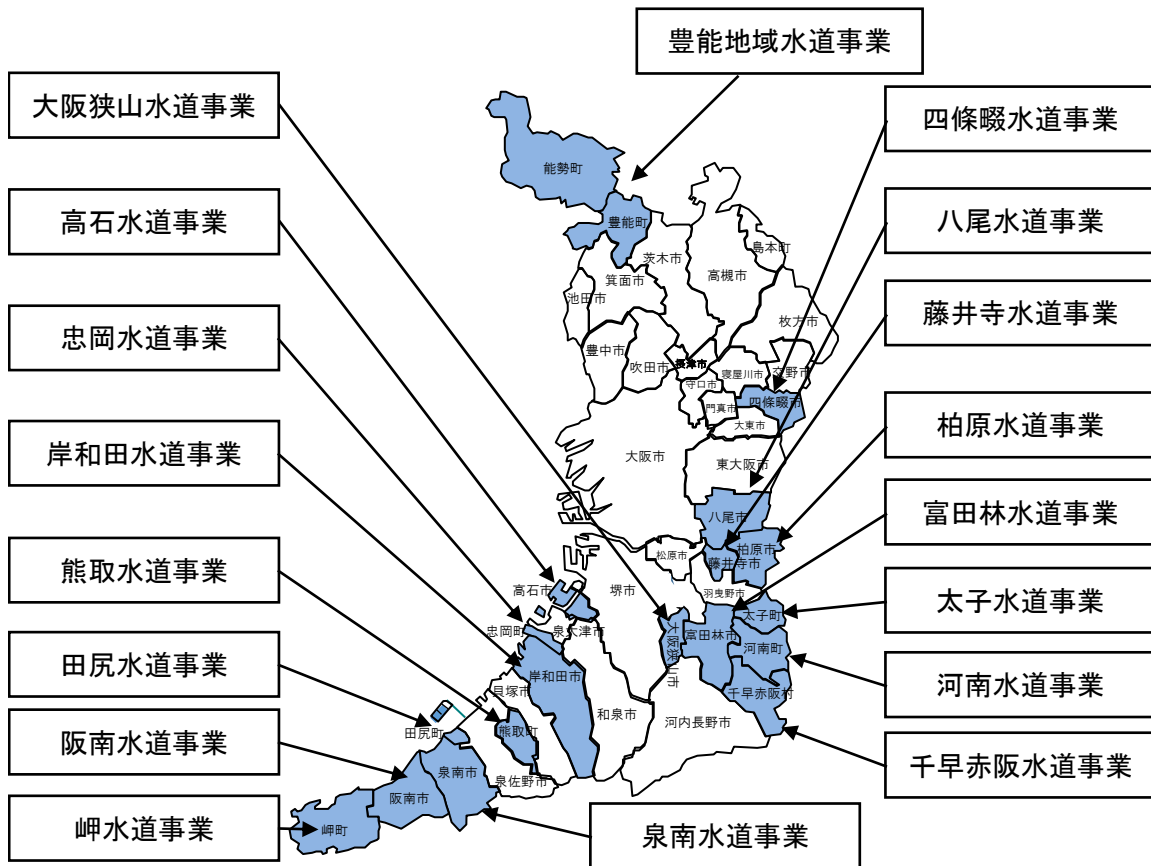 豊能地域水道事業
大阪狭山水道事業
高石水道事業
忠岡水道事業
岸和田水道事業
熊取水道事業
田尻水道事業
阪南水道事業
岬水道事業
四條畷水道事業
八尾水道事業
藤井寺水道事業
柏原水道事業
富田林水道事業
太子水道事業
河南水道事業
千早赤阪水道事業
泉南水道事業
能勢町
豊能町
茨木市
高槻市
島本町
箕面市
池田市
枚方市
豊中市
吹田市
寝屋川市
交野市
守口市
門真市
四條畷市
大東市
大阪市
東大阪市
八尾市
柏原市
藤井寺市
松原市
羽曳野市
高石市
堺市
太子町
忠岡町
泉大津市
大阪狭山市
富田林市
河南町
岸和田市
千早赤阪村
貝塚市
和泉市
河内長野市
田尻町
熊取町
泉佐野市
泉南市
阪南市
岬町